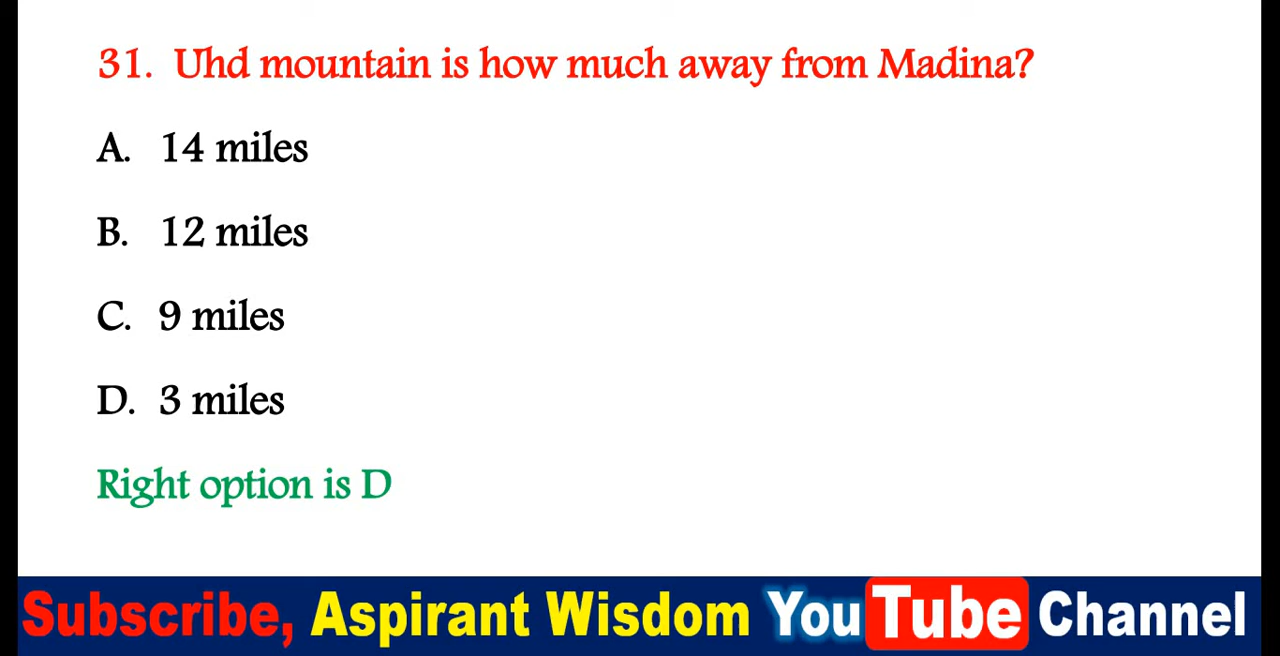 31. Uhd mountain is how much away from Madina?
A. 14 miles
B. 12 miles
C. 9 miles
D. 3 miles
Right option is D
Subscribe, Aspirant Wisdom YouTube Channel